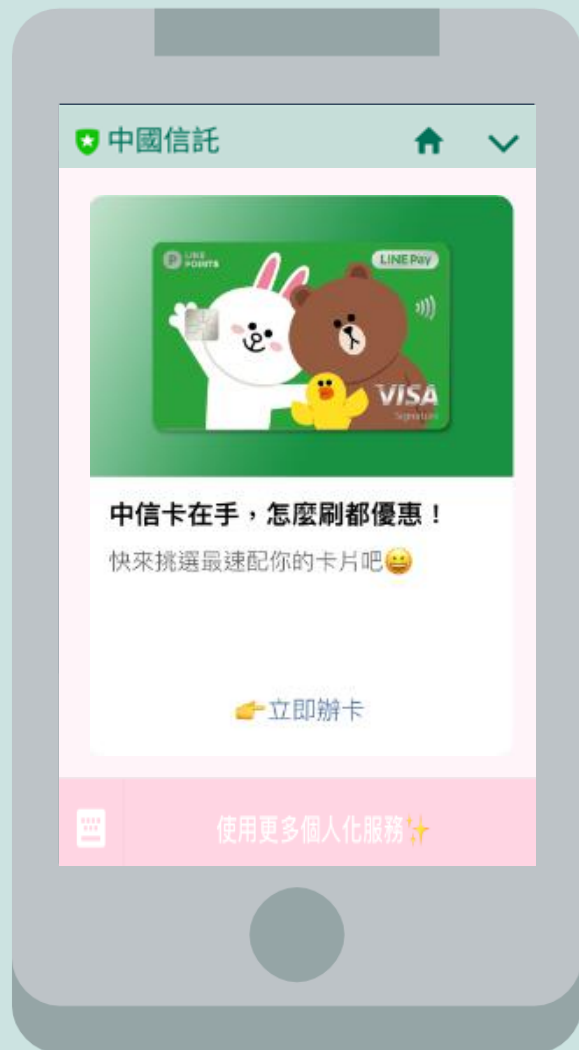 中國信託
LINE
POINTS
LINE Pay
VISA
Signature
中信卡在手，怎麼刷都優惠！
快來挑選最速配你的卡片吧😀
👉立即辦卡
使用更多個人化服務✨